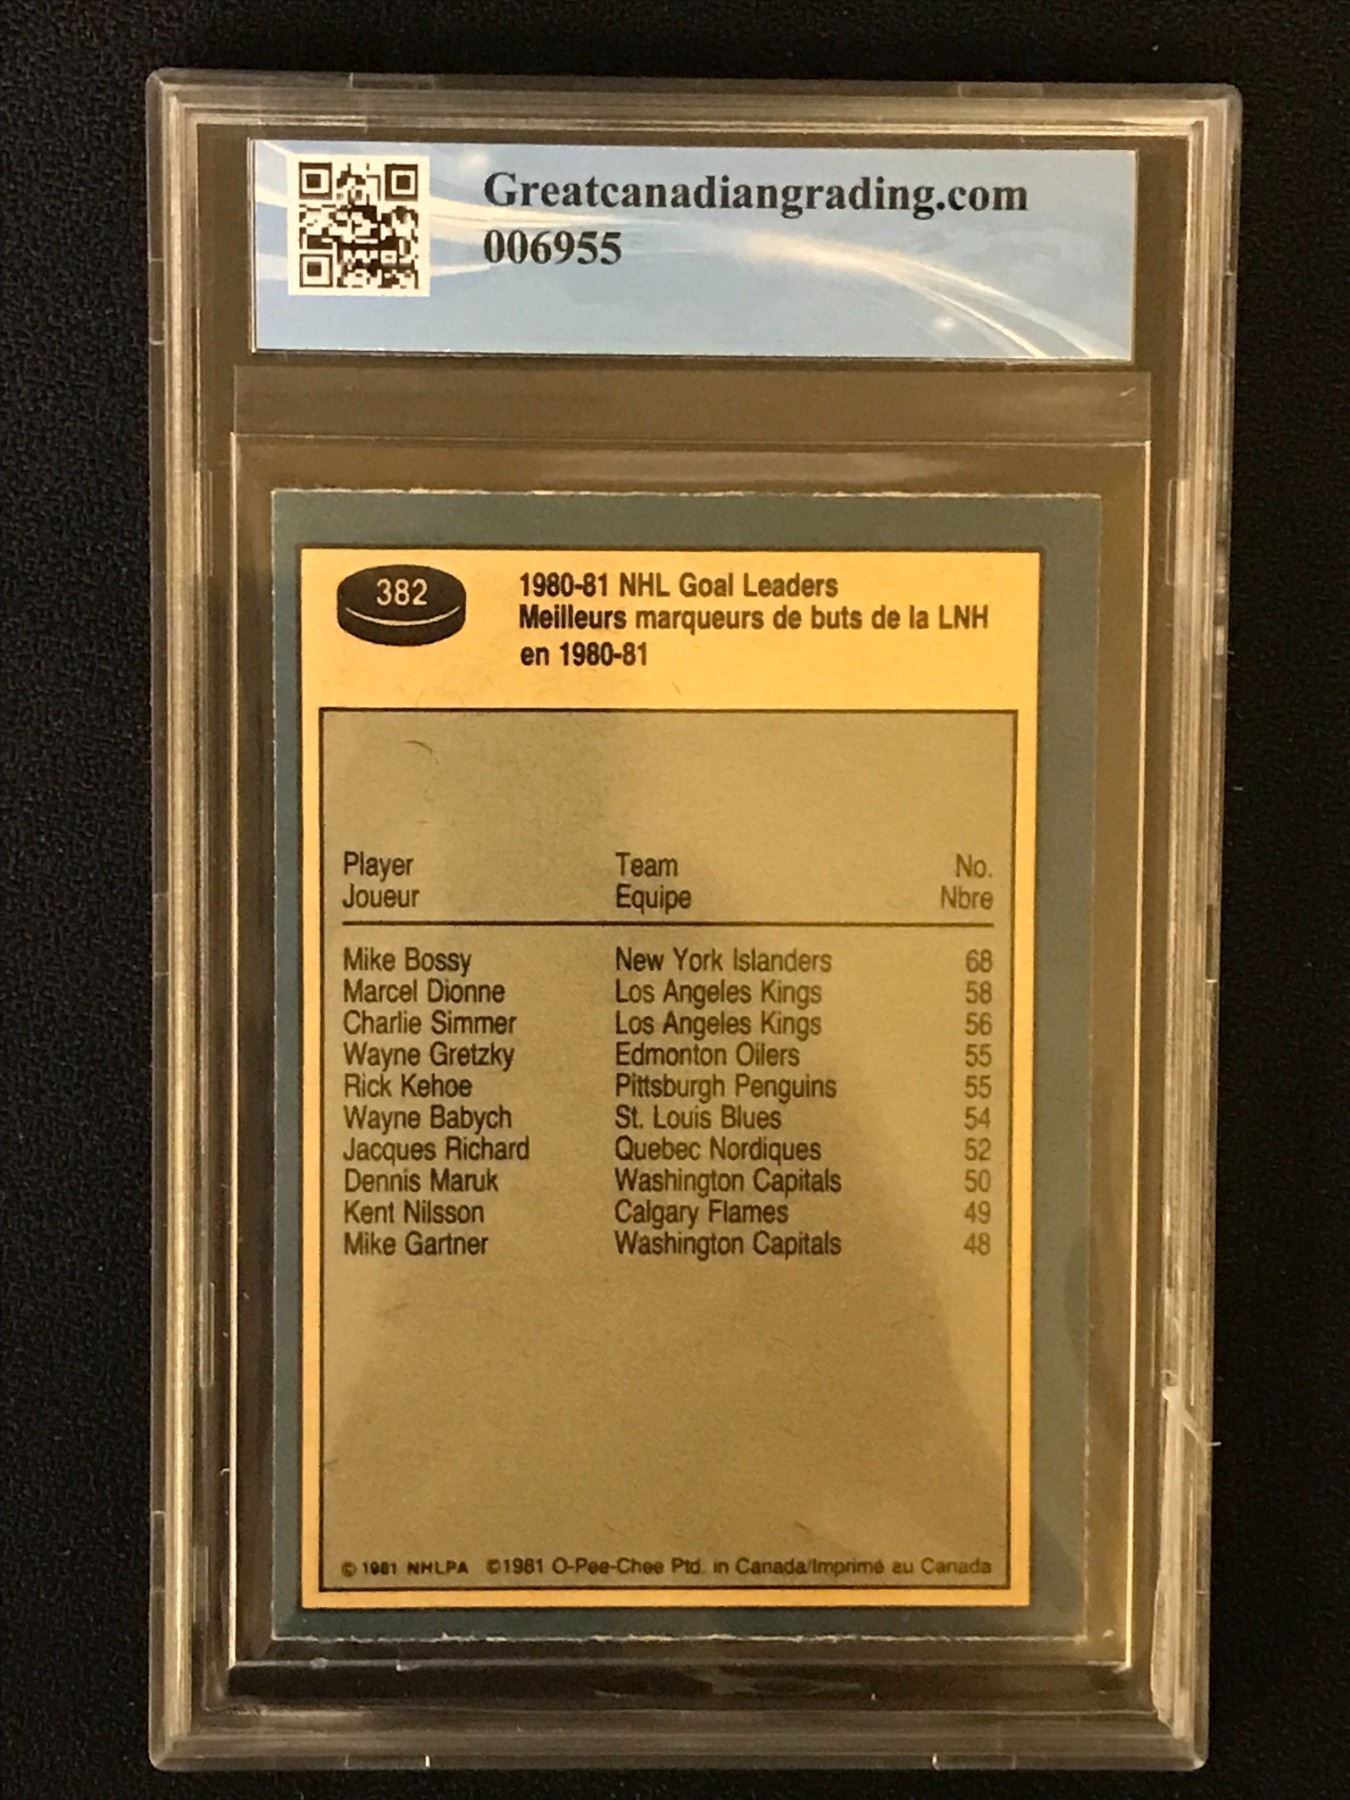 Greatcanadiangrading.com
006955
382
1980-81 NHL Goal Leaders
Meilleurs marqueurs de buts de la LNH
en 1980-81
Player Team No.
Joueur Equipe Nbre
Mike Bossy New York Islanders 68
Marcel Dionne Los Angeles Kings 58
Charlie Simmer Los Angeles Kings 56
Wayne Gretzky Edmonton Oilers 55
Rick Kehoe Pittsburgh Penguins 55
Wayne Babych St. Louis Blues 54
Jacques Richard Quebec Nordiques 52
Dennis Maruk Washington Capitals 50
Kent Nilsson Calgary Flames 49
Mike Gartner Washington Capitals 48
© 1981 NHLPA ©1981 O-Pee-Chee Ptd. in Canada/Imprimé au Canada